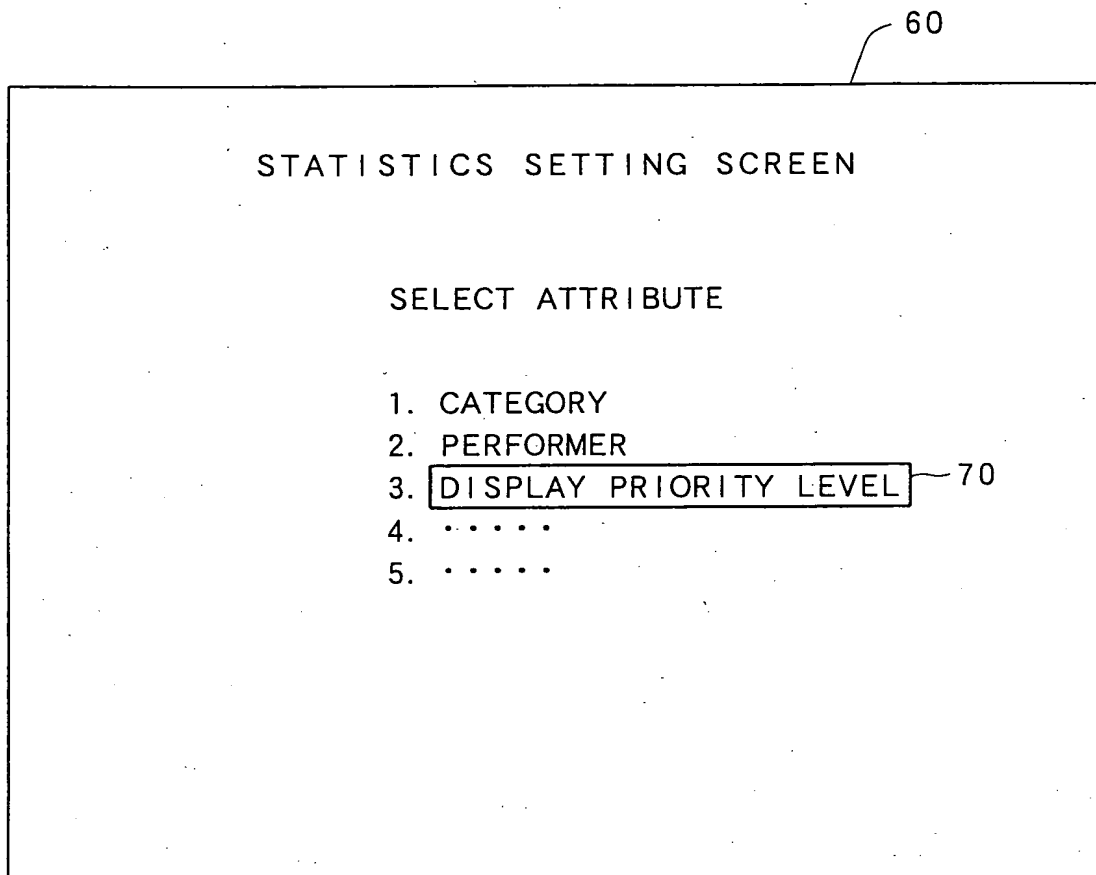 60
STATISTICS SETTING SCREEN
SELECT ATTRIBUTE
1. CATEGORY
2. PERFORMER
3. DISPLAY PRIORITY LEVEL 70
4. ·····
5. ·····